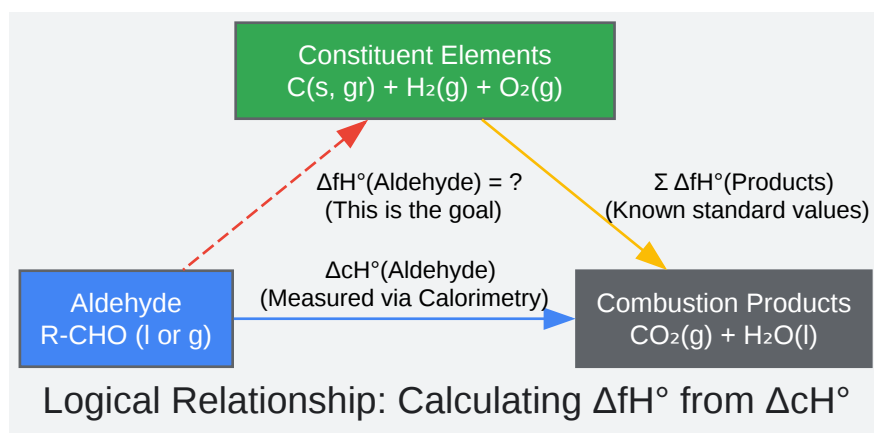 Constituent Elements
C(s, gr) + H₂(g) + O₂(g)
ΔfH°(Aldehyde) = ?
(This is the goal)
Σ ΔfH°(Products)
(Known standard values)
ΔcH°(Aldehyde)
(Measured via Calorimetry)
Aldehyde
R-CHO (l or g)
Combustion Products
CO₂(g) + H₂O(l)
Logical Relationship: Calculating ΔfH° from ΔcH°